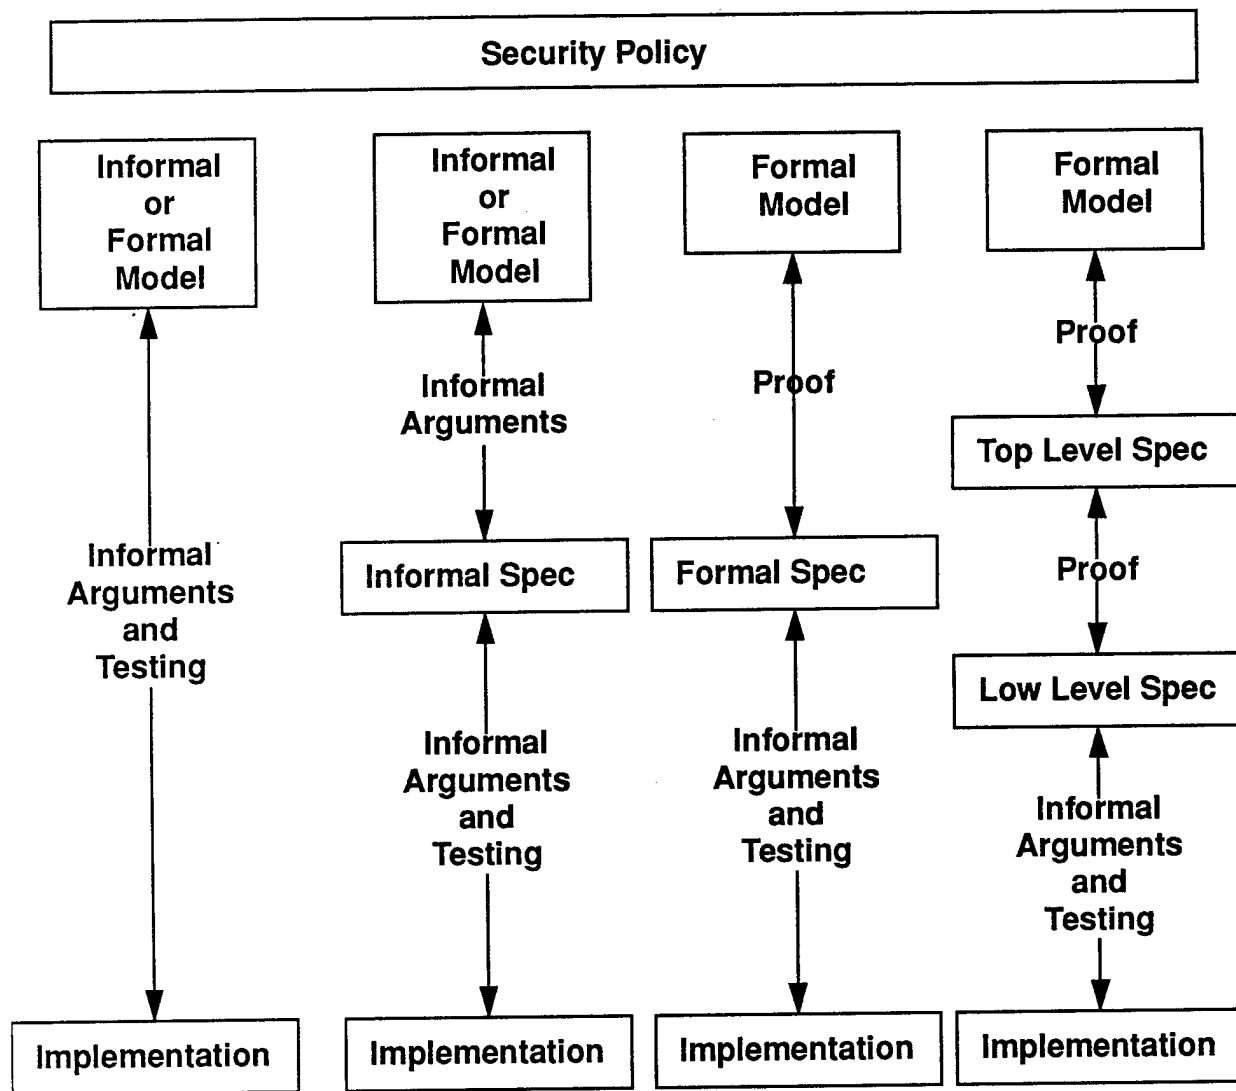 Security Policy
Informal
or
Formal
Model
Informal
Arguments
and
Testing
Implementation
Informal
or
Formal
Model
Informal
Arguments
Informal Spec
Informal
Arguments
and
Testing
Implementation
Formal
Model
Proof
Formal Spec
Informal
Arguments
and
Testing
Implementation
Formal
Model
Proof
Top Level Spec
Proof
Low Level Spec
Informal
Arguments
and
Testing
Implementation